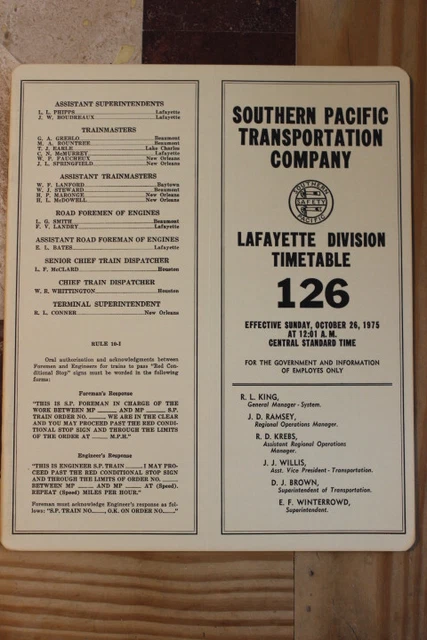 ASSISTANT SUPERINTENDENTS
L. L. PHIPPS Lafayette
J. W. BOUDREAUX Lafayette
TRAINMASTERS
G. A. GREBLO Beaumont
M. A. ROUNTREE Beaumont
T. J. EARLE Lake Charles
C. N. McMURREY Lafayette
W. P. FAUCHEUX New Orleans
J. L. SPRINGFIELD New Orleans
ASSISTANT TRAINMASTERS
W. F. LANFORD Baytown
W. J. STEWARD Beaumont
H. P. MARONGE New Orleans
H. L. McDOWELL New Orleans
ROAD FOREMEN OF ENGINES
L. G. SMITH Beaumont
F. V. LANDRY Lafayette
ASSISTANT ROAD FOREMAN OF ENGINES
R. L. BATES Lafayette
SENIOR CHIEF TRAIN DISPATCHER
L. F. McCLARD Houston
CHIEF TRAIN DISPATCHER
W. R. WHITTINGTON Houston
TERMINAL SUPERINTENDENT
R. L. CONNER New Orleans
RULE 10-I
Oral authorization and acknowledgments between
Foremen and Engineers for trains to pass "Red Con-
ditional Stop" signs must be worded in the following
forms:
Foreman's Response
"THIS IS S.P. FOREMAN IN CHARGE OF THE
WORK BETWEEN MP ____ AND MP ____ S.P.
TRAIN ORDER NO. ____ WE ARE IN THE CLEAR
AND YOU MAY PROCEED PAST THE RED CONDI-
TIONAL STOP SIGN AND THROUGH THE LIMITS
OF THE ORDER AT ____ M.P.H."
Engineer's Response
"THIS IS ENGINEER S.P. TRAIN ____ I MAY PRO-
CEED PAST THE RED CONDITIONAL STOP SIGN
AND THROUGH THE LIMITS OF ORDER NO. ____
BETWEEN MP ____ AND MP ____ AT (Speed).
REPEAT (Speed) MILES PER HOUR."
Foreman must acknowledge Engineer's response as fol-
lows: "S.P. TRAIN NO.____, O.K. ON ORDER NO.____"
SOUTHERN PACIFIC
TRANSPORTATION
COMPANY
SOUTHERN
SAFETY
PACIFIC
LAFAYETTE DIVISION
TIMETABLE
126
EFFECTIVE SUNDAY, OCTOBER 26, 1975
AT 12:01 A. M.
CENTRAL STANDARD TIME
FOR THE GOVERNMENT AND INFORMATION
OF EMPLOYES ONLY
R. L. KING,
General Manager - System.
J. D. RAMSEY,
Regional Operations Manager.
R. D. KREBS,
Assistant Regional Operations
Manager.
J. J. WILLIS,
Asst. Vice President - Transportation.
D. J. BROWN,
Superintendent of Transportation.
E. F. WINTERROWD,
Superintendent.